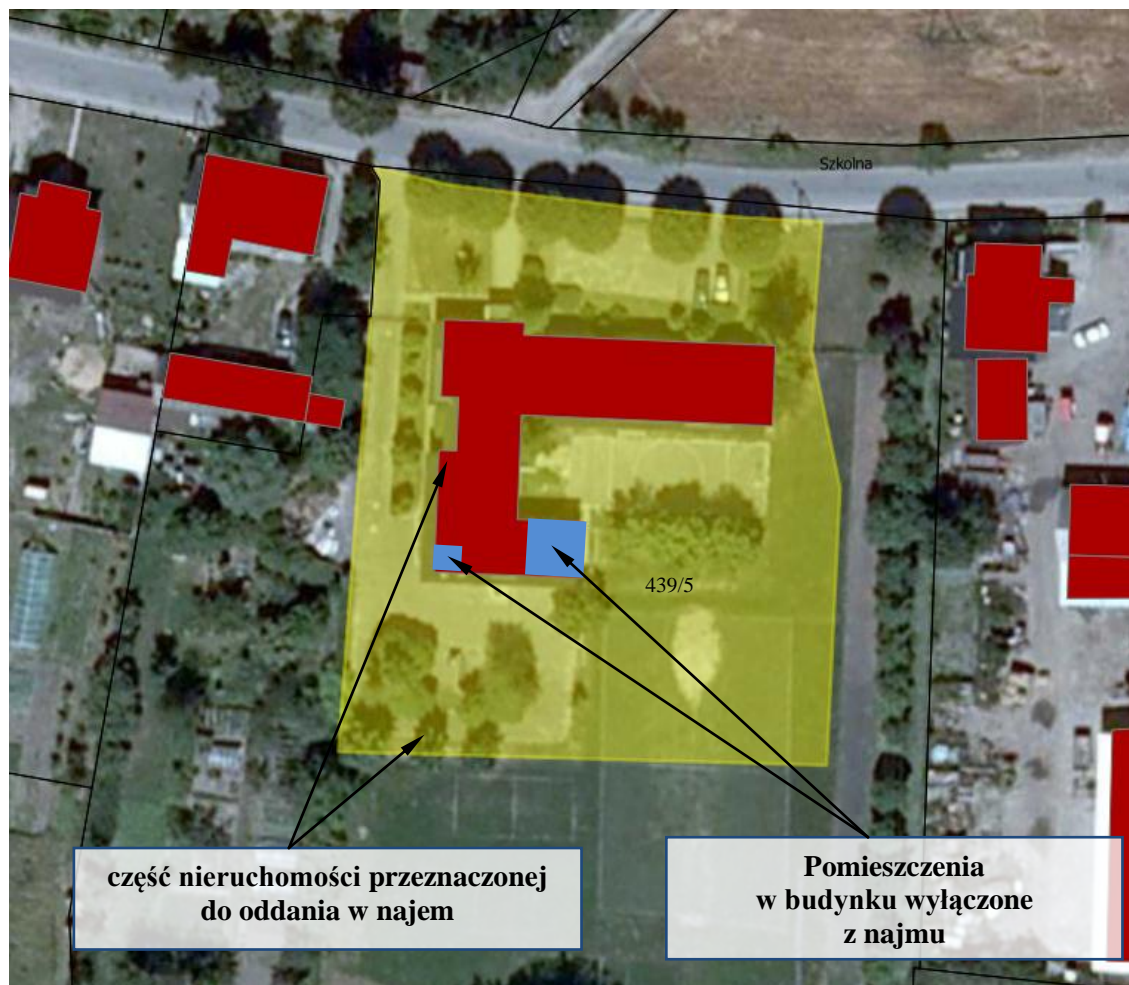 Szkolna
439/5
część nieruchomości przeznaczonej
do oddania w najem
Pomieszczenia
w budynku wyłączone
z najmu